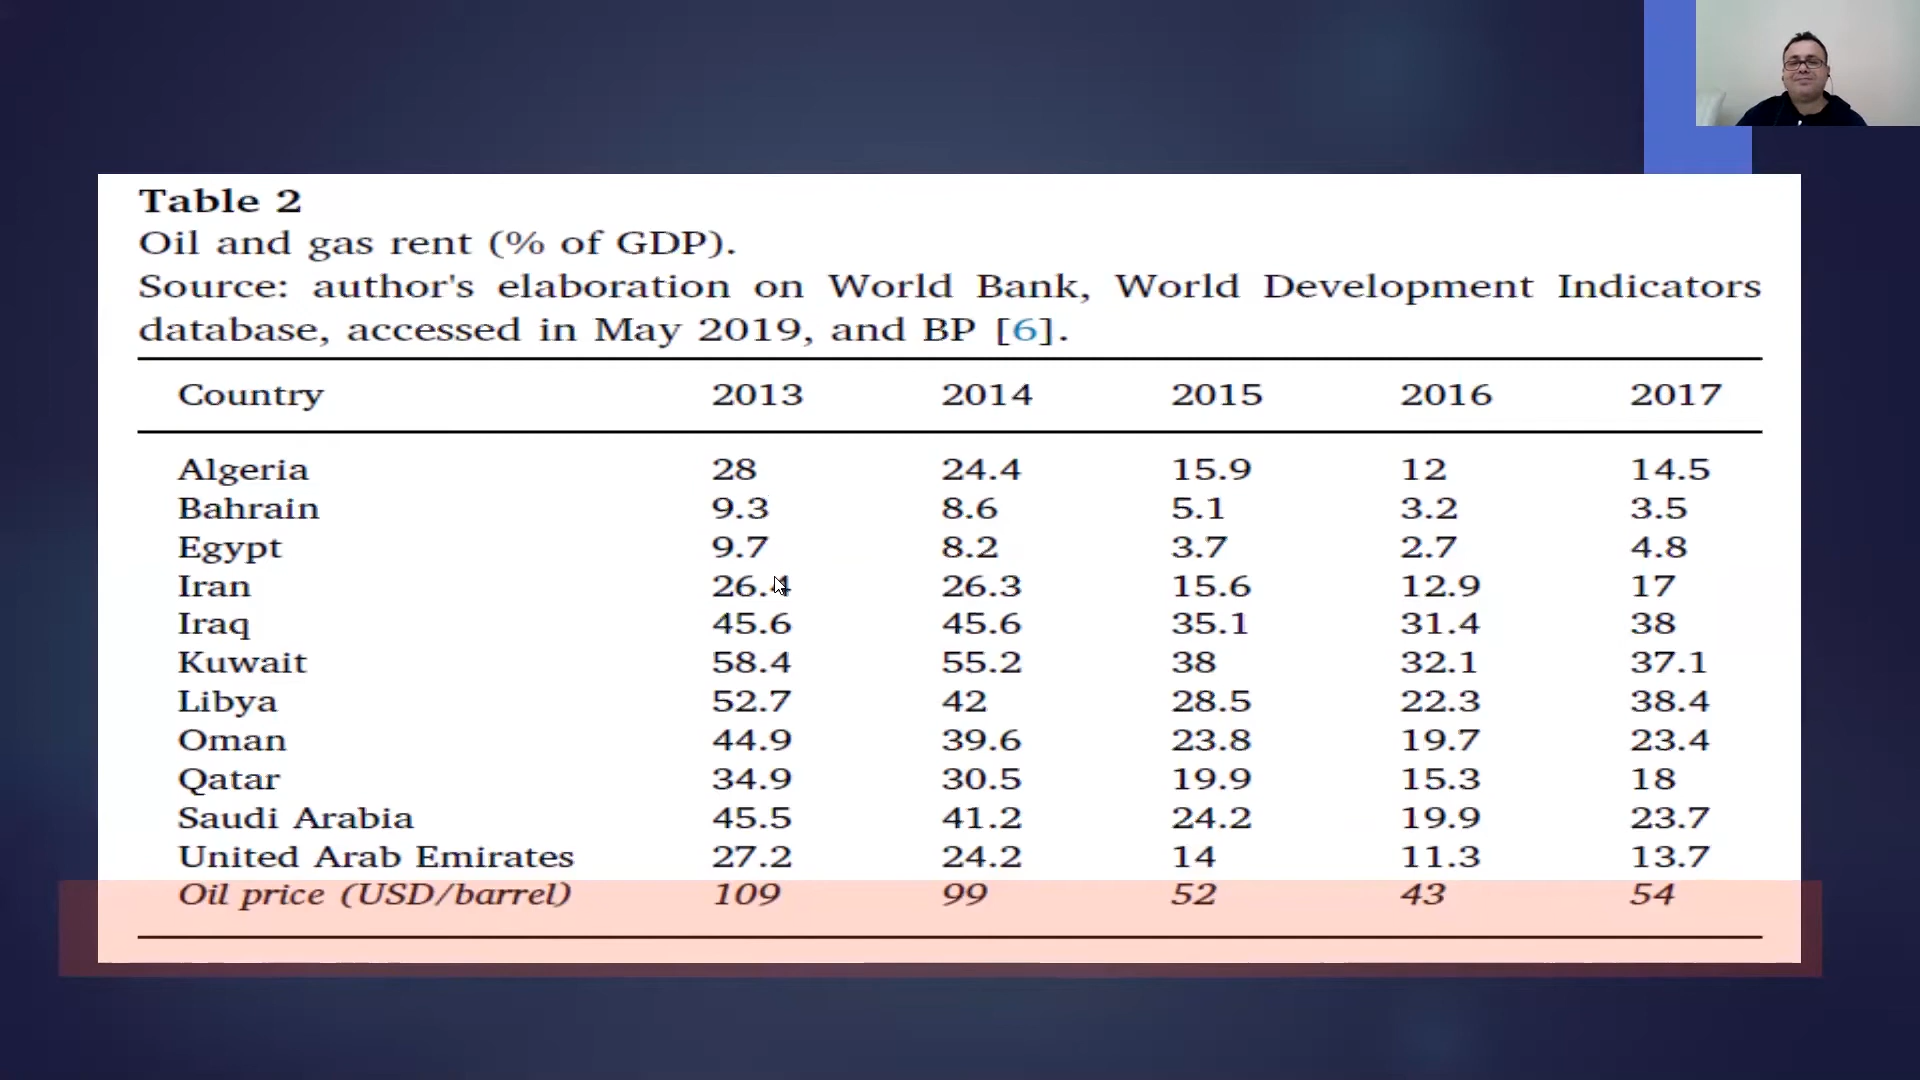 Table 2
Oil and gas rent (% of GDP).
Source: author's elaboration on World Bank, World Development Indicators
database, accessed in May 2019, and BP [6].
Country 2013 2014 2015 2016 2017
Algeria 28 24.4 15.9 12 14.5
Bahrain 9.3 8.6 5.1 3.2 3.5
Egypt 9.7 8.2 3.7 2.7 4.8
Iran 26.4 26.3 15.6 12.9 17
Iraq 45.6 45.6 35.1 31.4 38
Kuwait 58.4 55.2 38 32.1 37.1
Libya 52.7 42 28.5 22.3 38.4
Oman 44.9 39.6 23.8 19.7 23.4
Qatar 34.9 30.5 19.9 15.3 18
Saudi Arabia 45.5 41.2 24.2 19.9 23.7
United Arab Emirates 27.2 24.2 14 11.3 13.7
Oil price (USD/barrel) 109 99 52 43 54